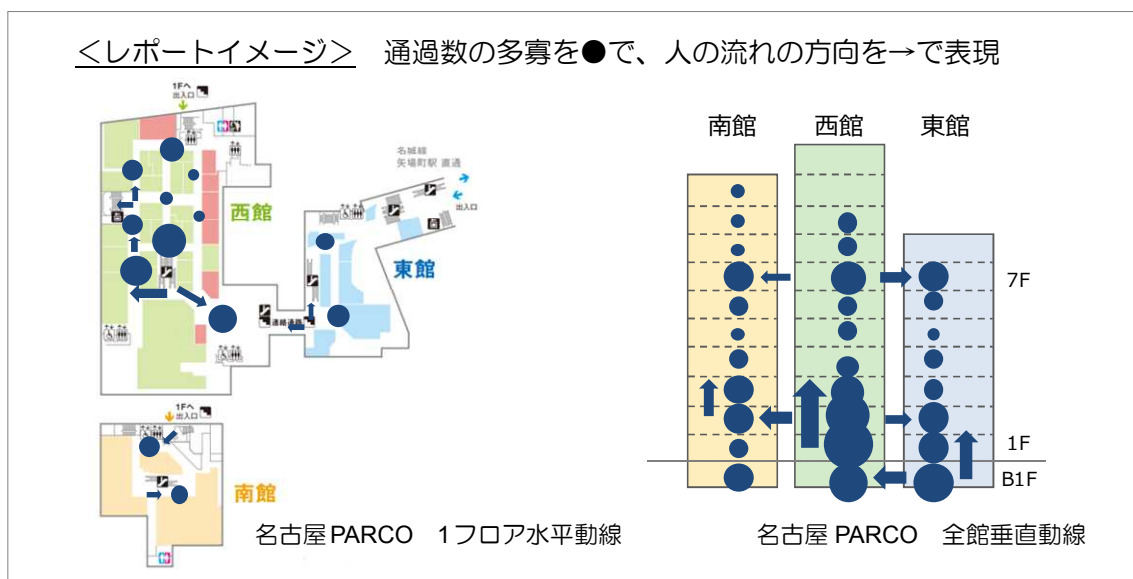 <レポートイメージ> 通過数の多寡を●で、人の流れの方向を→で表現
1Fへ
出入口
名城線
矢場町駅 直通
出入口
西館
東館
連絡通路
1Fへ
出入口
南館
名古屋PARCO 1フロア水平動線
南館 西館 東館
7F
1F
B1F
名古屋 PARCO 全館垂直動線